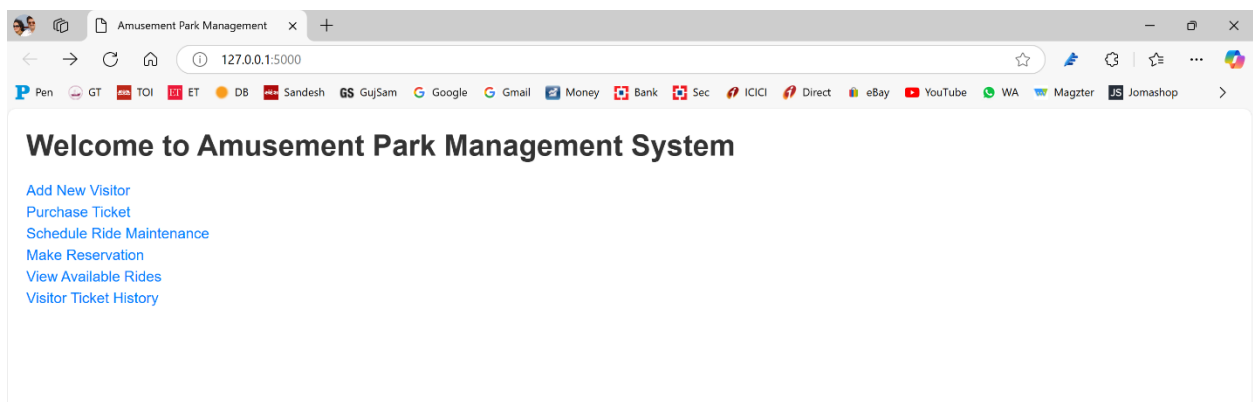 Amusement Park Management
127.0.0.1:5000
Pen GT TOI ET DB Sandesh GS GujSam Google Gmail Money Bank Sec ICICI Direct eBay YouTube WA Magzter JS Jomashop
Welcome to Amusement Park Management System
Add New Visitor
Purchase Ticket
Schedule Ride Maintenance
Make Reservation
View Available Rides
Visitor Ticket History